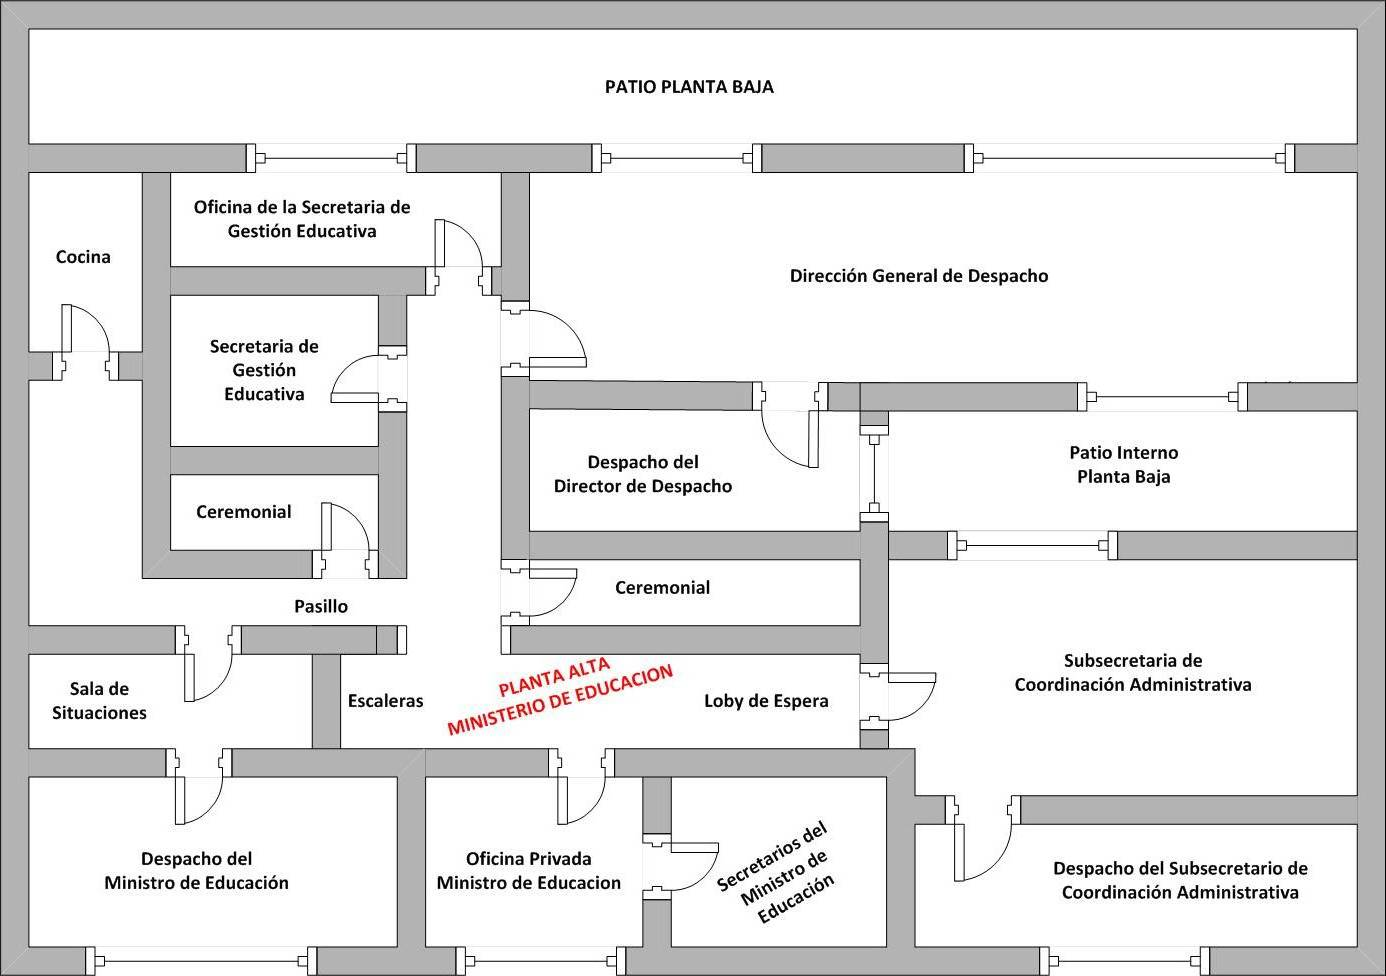 PATIO PLANTA BAJA
Oficina de la Secretaria de
Gestión Educativa
Cocina
Dirección General de Despacho
Secretaria de
Gestión
Educativa
Despacho del
Director de Despacho
Patio Interno
Planta Baja
Ceremonial
Ceremonial
Pasillo
Sala de
Situaciones
Escaleras
PLANTA ALTA
MINISTERIO DE EDUCACION
Loby de Espera
Subsecretaria de
Coordinación Administrativa
Despacho del
Ministro de Educación
Oficina Privada
Ministro de Educacion
Secretarios del
Ministro de
Educación
Despacho del Subsecretario de
Coordinación Administrativa